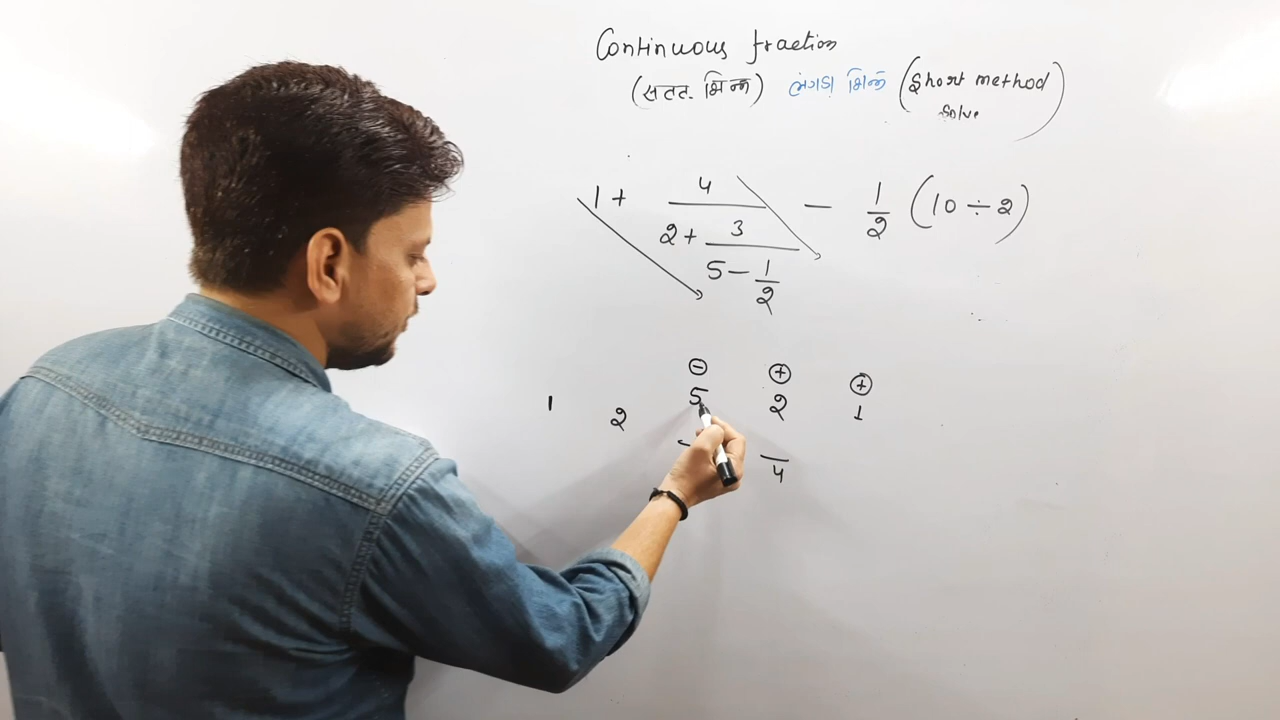 Continuous fraction
(सतत भिन्न) लंगड़ा भिन्न (Short method
solve)
1 + 4 — 1/2 (10 ÷ 2)
2 + 3
5 — 1/2
⊖ ⊕ ⊕
1 2 5 2 1
4